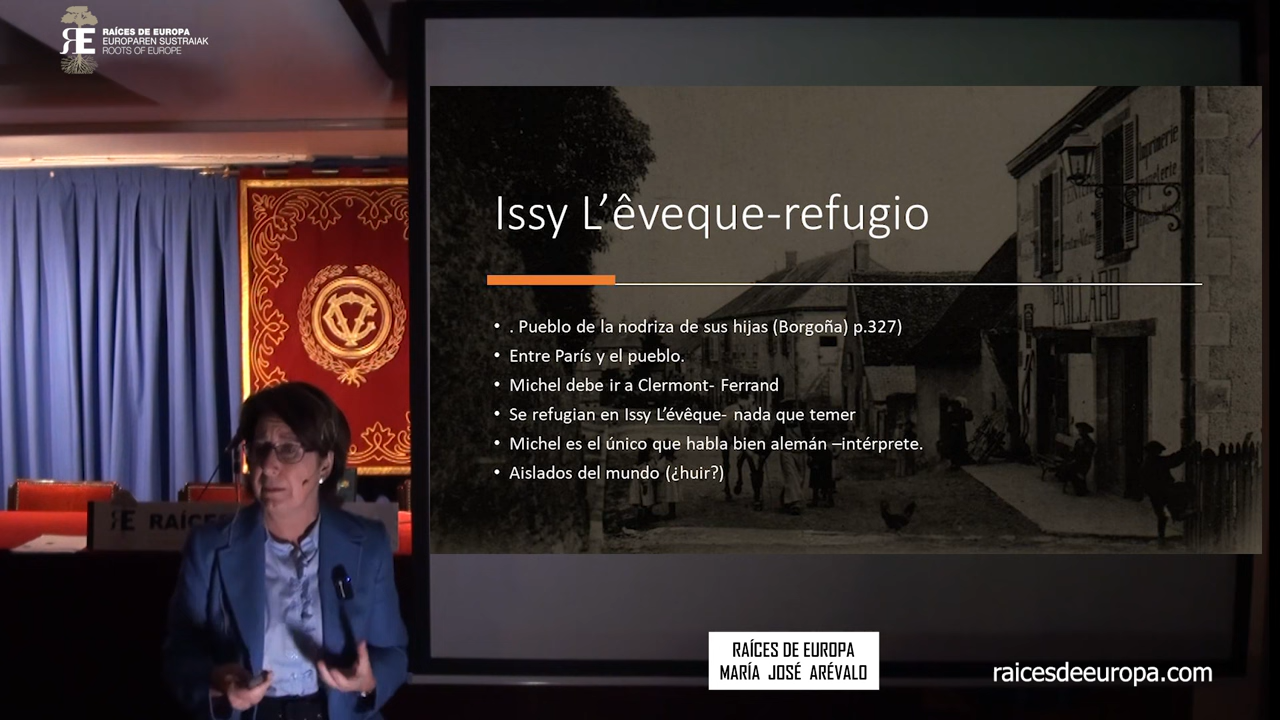 RAÍCES DE EUROPA
EUROPAREN SUSTRAIAK
ROOTS OF EUROPE
Issy L’êveque-refugio
• . Pueblo de la nodriza de sus hijas (Borgoña) p.327)
• Entre París y el pueblo.
• Michel debe ir a Clermont- Ferrand
• Se refugian en Issy L’évêque- nada que temer
• Michel es el único que habla bien alemán –intérprete.
• Aislados del mundo (¿huir?)
Imprimerie
PAILLARD
RE RAÍCES
RAÍCES DE EUROPA
MARÍA JOSÉ ARÉVALO
raicesdeeuropa.com